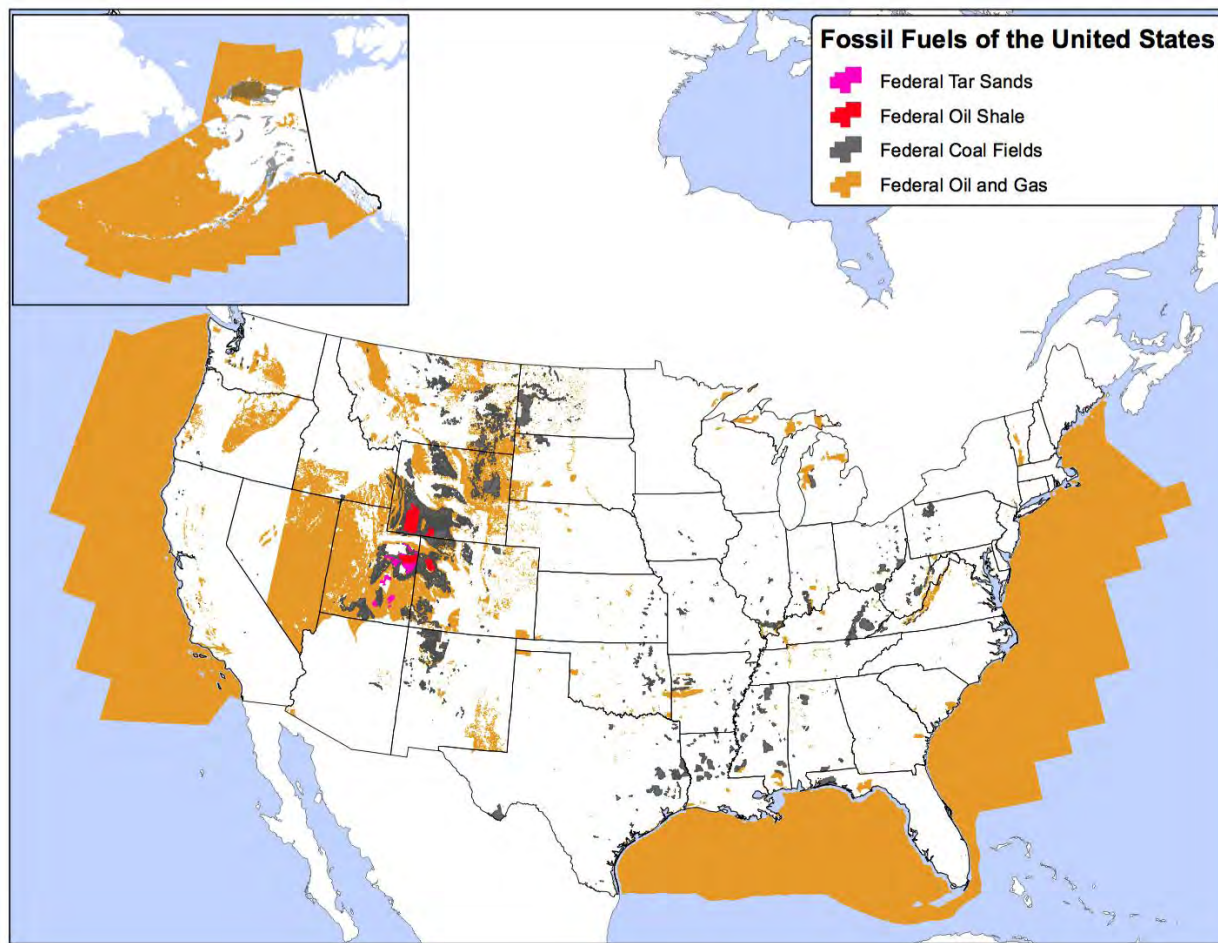 Fossil Fuels of the United States
Federal Tar Sands
Federal Oil Shale
Federal Coal Fields
Federal Oil and Gas